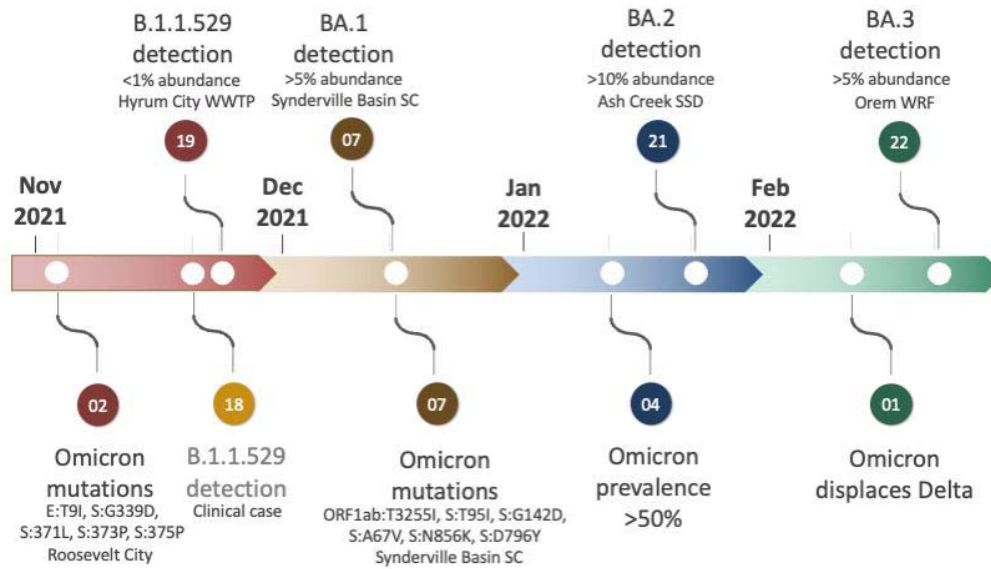 B.1.1.529
detection
<1% abundance
Hyrum City WWTP
19
BA.1
detection
>5% abundance
Synderville Basin SC
07
BA.2
detection
>10% abundance
Ash Creek SSD
21
BA.3
detection
>5% abundance
Orem WRF
22
Nov
2021
Dec
2021
Jan
2022
Feb
2022
02
Omicron
mutations
E:T9I, S:G339D,
S:371L, S:373P, S:375P
Roosevelt City
18
B.1.1.529
detection
Clinical case
07
Omicron
mutations
ORF1ab:T3255I, S:T95I, S:G142D,
S:A67V, S:N856K, S:D796Y
Synderville Basin SC
04
Omicron
prevalence
>50%
01
Omicron
displaces Delta